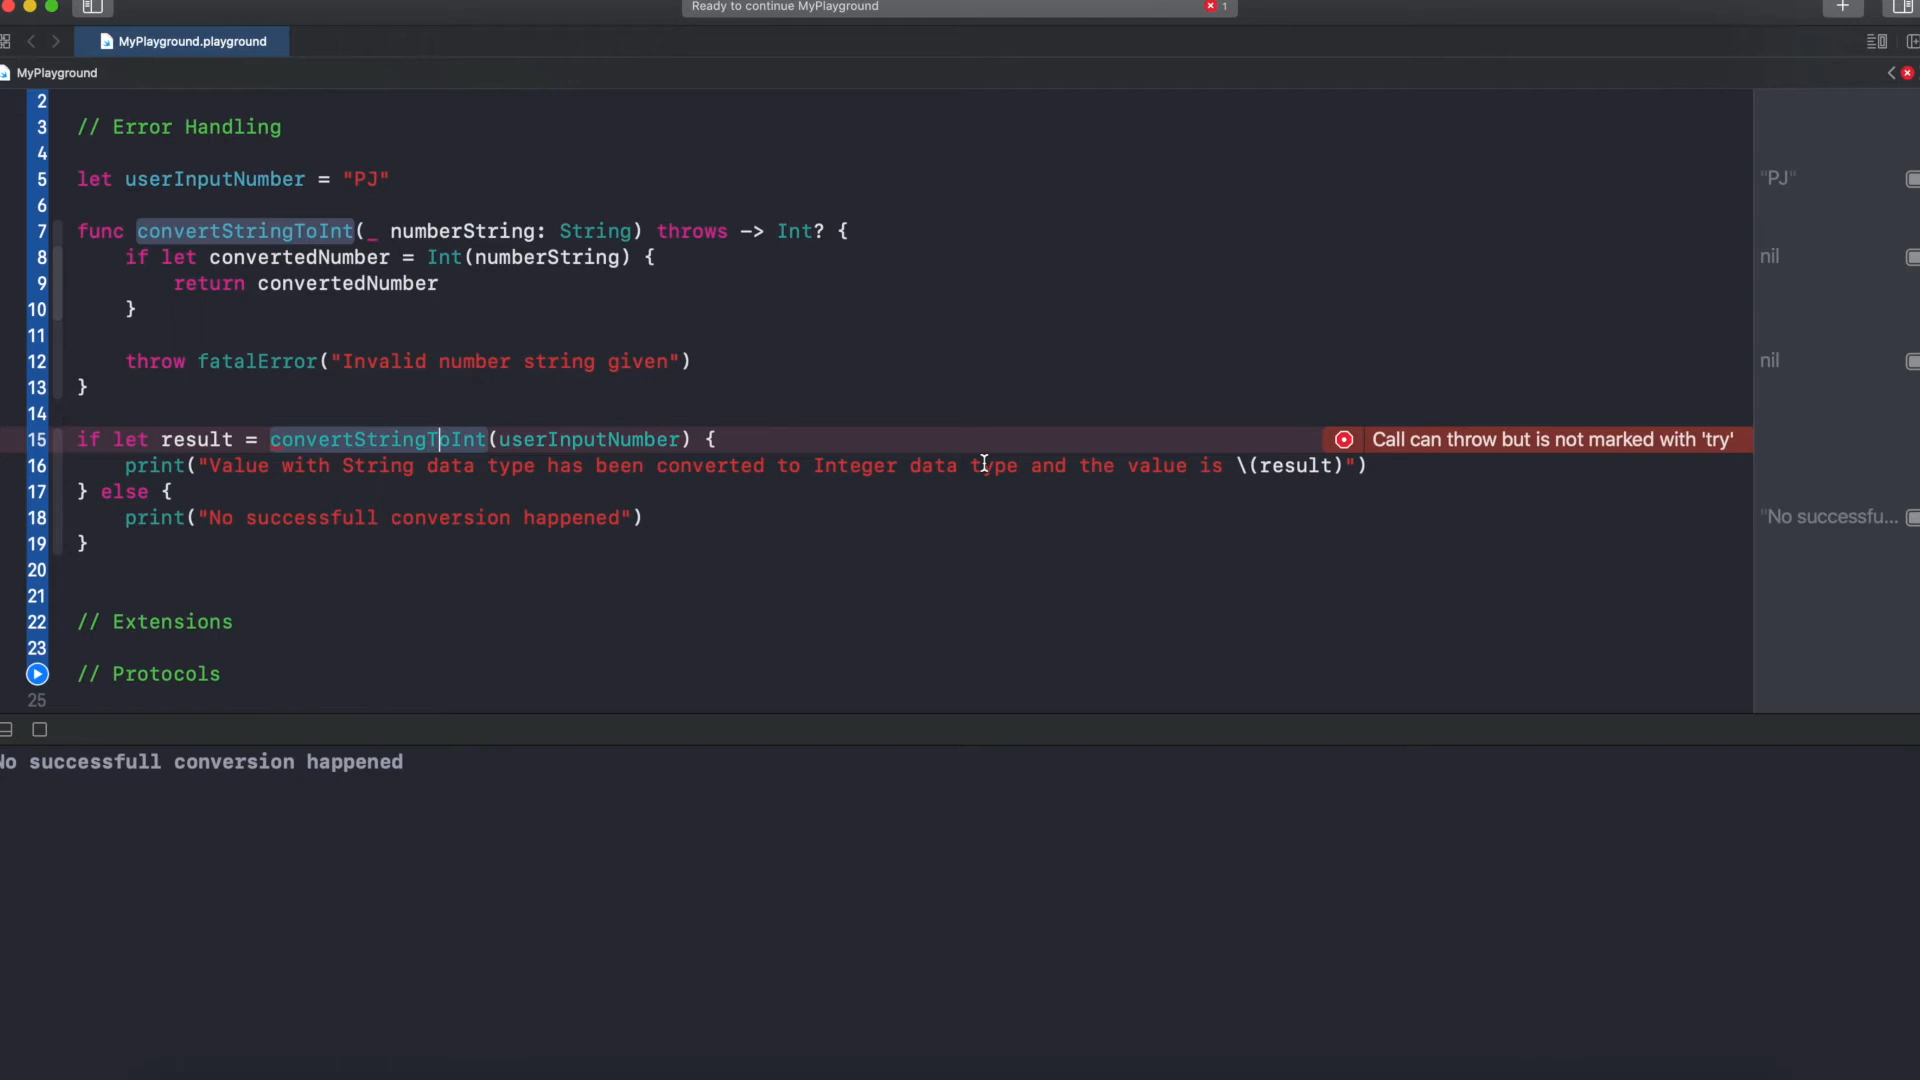 Ready to continue MyPlayground 1
MyPlayground.playground
MyPlayground
2
3 // Error Handling
4
5 let userInputNumber = "PJ" "PJ"
6
7 func convertStringToInt(_ numberString: String) throws -> Int? {
8 if let convertedNumber = Int(numberString) { nil
9 return convertedNumber
10 }
11
12 throw fatalError("Invalid number string given") nil
13 }
14
15 if let result = convertStringToInt(userInputNumber) { Call can throw but is not marked with 'try'
16 print("Value with String data type has been converted to Integer data type and the value is \(result)")
17 } else {
18 print("No successfull conversion happened") "No successfu...
19 }
20
21
22 // Extensions
23
// Protocols
25
No successfull conversion happened